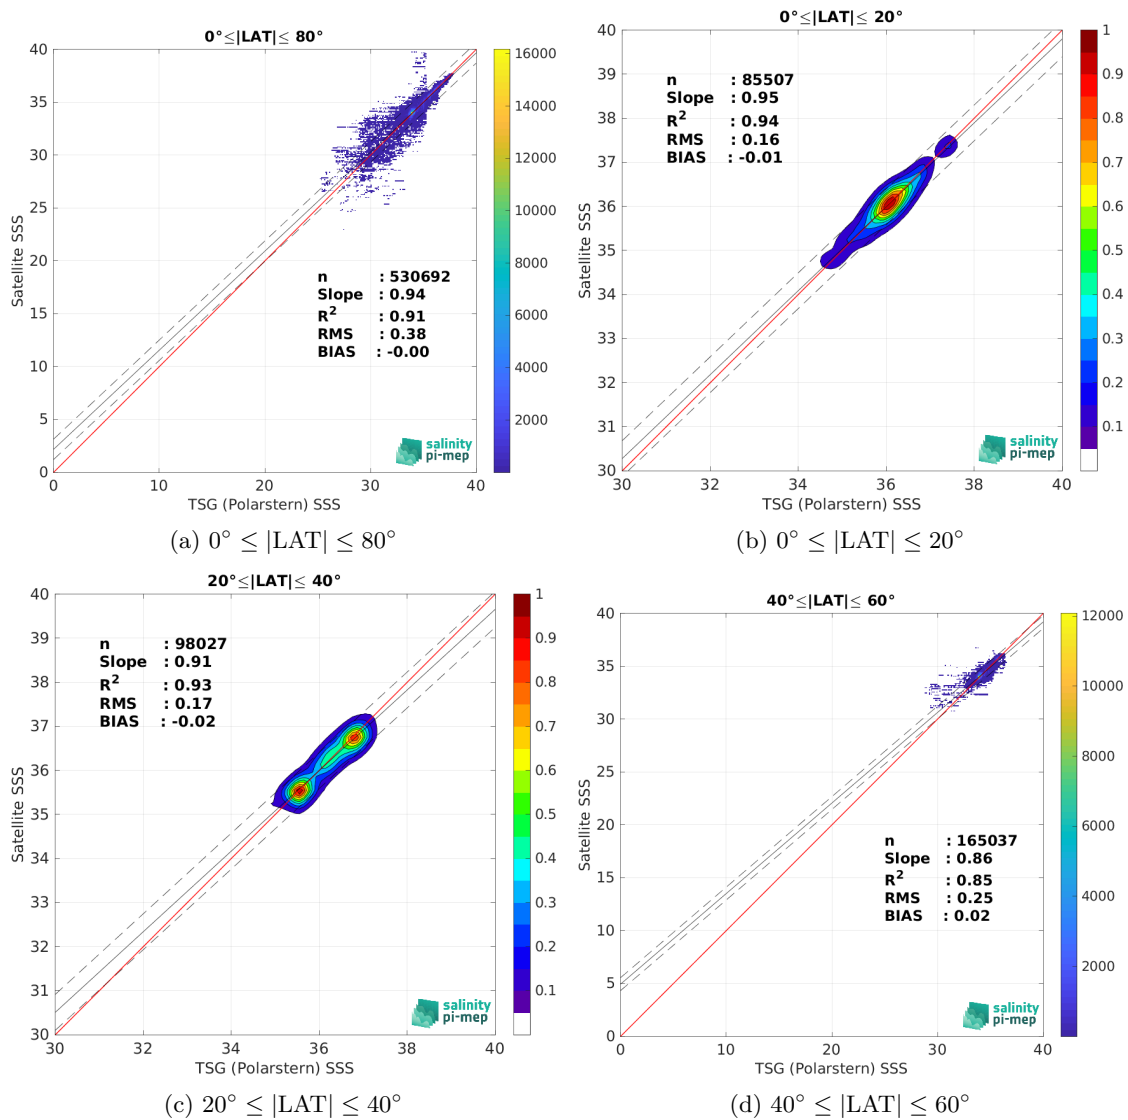 0°≤|LAT|≤ 80°
Satellite SSS
40
35
30
25
20
15
10
5
0
n : 530692
Slope : 0.94
R2 : 0.91
RMS : 0.38
BIAS : -0.00
salinity
pi-mep
0 10 20 30 40
TSG (Polarstern) SSS
16000
14000
12000
10000
8000
6000
4000
2000
(a) 0° ≤ |LAT| ≤ 80°
0°≤|LAT|≤ 20°
Satellite SSS
40
39
38
37
36
35
34
33
32
31
30
n : 85507
Slope : 0.95
R2 : 0.94
RMS : 0.16
BIAS : -0.01
salinity
pi-mep
30 32 34 36 38 40
TSG (Polarstern) SSS
1
0.9
0.8
0.7
0.6
0.5
0.4
0.3
0.2
0.1
(b) 0° ≤ |LAT| ≤ 20°
20°≤|LAT|≤ 40°
Satellite SSS
40
39
38
37
36
35
34
33
32
31
30
n : 98027
Slope : 0.91
R2 : 0.93
RMS : 0.17
BIAS : -0.02
salinity
pi-mep
30 32 34 36 38 40
TSG (Polarstern) SSS
1
0.9
0.8
0.7
0.6
0.5
0.4
0.3
0.2
0.1
(c) 20° ≤ |LAT| ≤ 40°
40°≤|LAT|≤ 60°
Satellite SSS
40
35
30
25
20
15
10
5
0
n : 165037
Slope : 0.86
R2 : 0.85
RMS : 0.25
BIAS : 0.02
salinity
pi-mep
0 10 20 30 40
TSG (Polarstern) SSS
12000
10000
8000
6000
4000
2000
(d) 40° ≤ |LAT| ≤ 60°